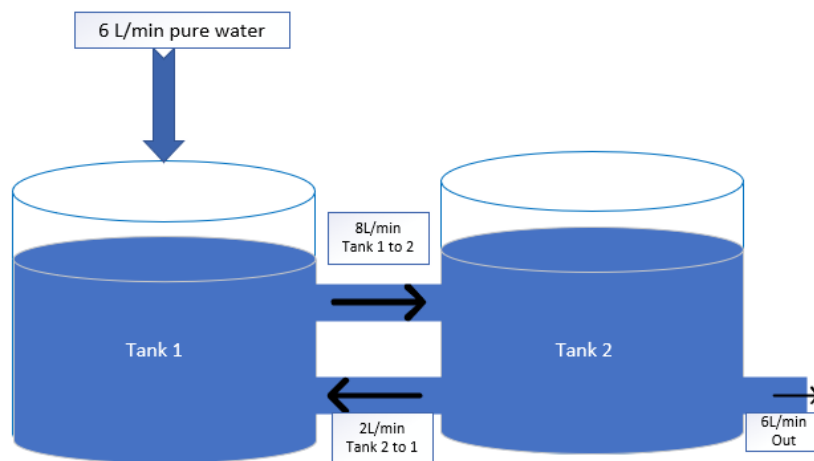 6 L/min pure water
8L/min
Tank 1 to 2
Tank 1
Tank 2
2L/min
Tank 2 to 1
6L/min
Out